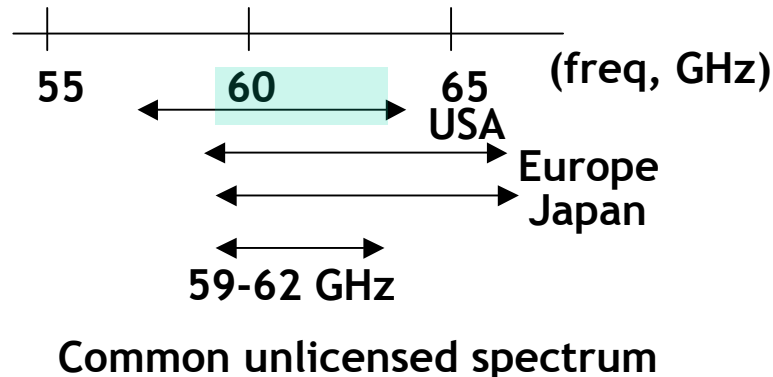 55 60 65 (freq, GHz)
USA
Europe
Japan
59-62 GHz
Common unlicensed spectrum